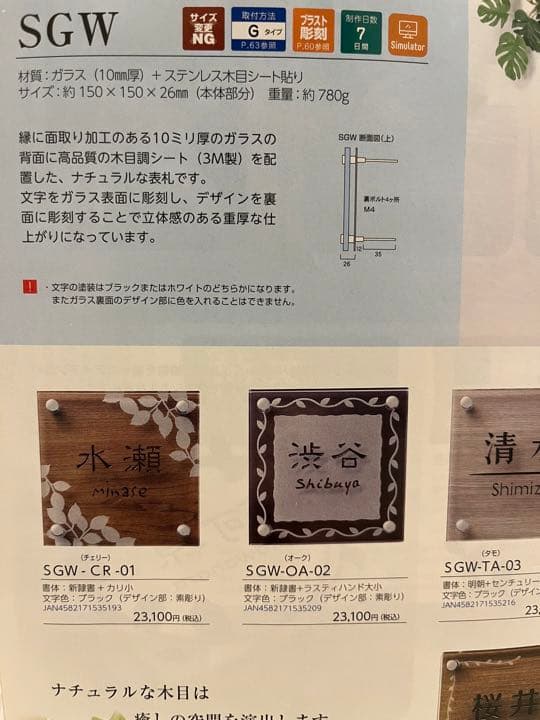 SGW
サイズ
変更
NG
取付方法
G タイプ
P.63参照
ブラスト
彫刻
P.60参照
制作日数
7
日間
Simulator
材質：ガラス（10㎜厚）＋ステンレス木目シート貼り
サイズ：約150×150×26㎜（本体部分） 重量：約780g
縁に面取り加工のある10ミリ厚のガラスの
背面に高品質の木目調シート（3M製）を配
置した、ナチュラルな表札です。
文字をガラス表面に彫刻し、デザインを裏
面に彫刻することで立体感のある重厚な仕
上がりになっています。
SGW 断面図(上)
裏ボルト4ヶ所
M4
12
35
26
! ・文字の塗装はブラックまたはホワイトのどちらかになります。
またガラス裏面のデザイン部に色を入れることはできません。
水瀬
minase
渋谷
Shibuya
清
Shimiz
（チェリー）
SGW-CR-01
書体：新隷書＋カリ小
文字色：ブラック（デザイン部：素彫り）
JAN4582171535193
23,100円（税込）
（オーク）
SGW-OA-02
書体：新隷書+ラスティハンド大小
文字色：ブラック（デザイン部：素彫り）
JAN4582171535209
23,100円（税込）
（タモ）
SGW-TA-03
書体：明朝+センチュリー
文字色：ブラック（デザ
JAN4582171535216
23,
ナチュラルな木目は
癒しの空間を演出します
桜井